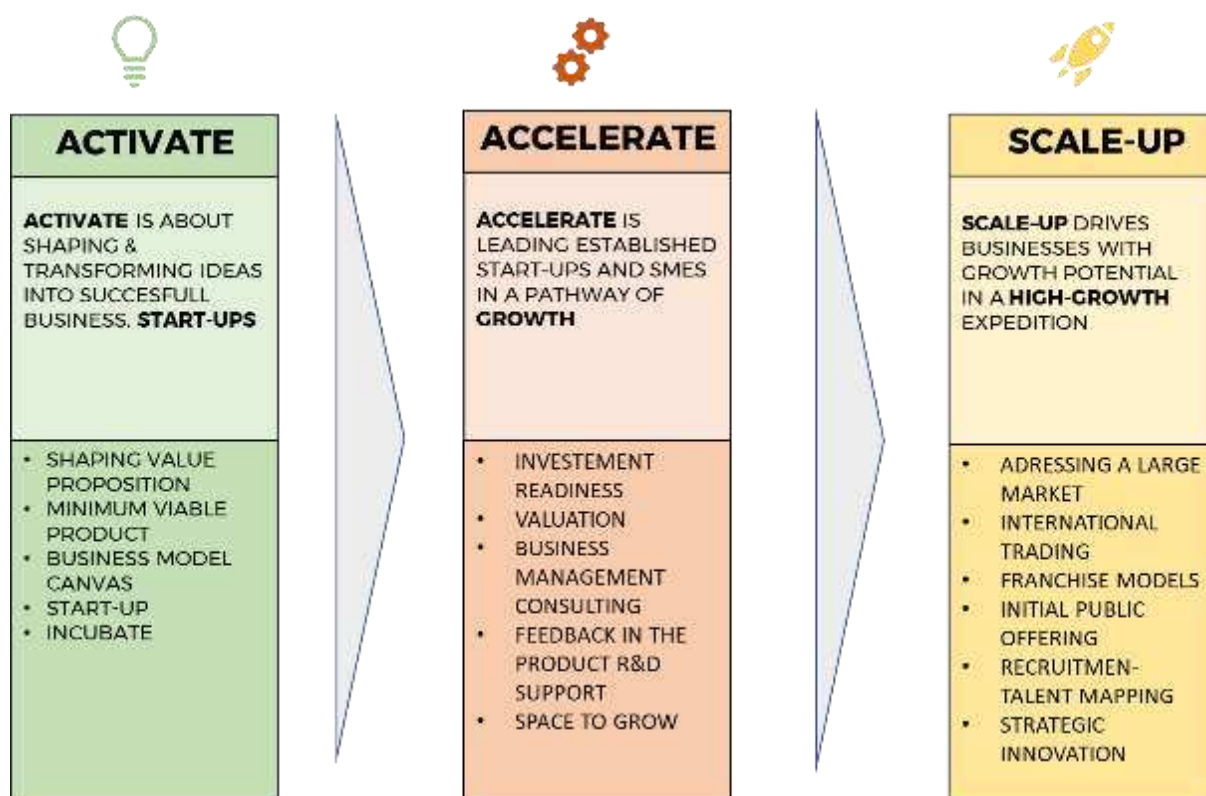 ACTIVATE
ACTIVATE IS ABOUT
SHAPING &
TRANSFORMING IDEAS
INTO SUCCESFULL
BUSINESS. START-UPS
• SHAPING VALUE
PROPOSITION
• MINIMUM VIABLE
PRODUCT
• BUSINESS MODEL
CANVAS
• START-UP
• INCUBATE
ACCELERATE
ACCELERATE IS
LEADING ESTABLISHED
START-UPS AND SMES
IN A PATHWAY OF
GROWTH
• INVESTEMENT
READINESS
• VALUATION
• BUSINESS
MANAGEMENT
CONSULTING
• FEEDBACK IN THE
PRODUCT R&D
SUPPORT
• SPACE TO GROW
SCALE-UP
SCALE-UP DRIVES
BUSINESSES WITH
GROWTH POTENTIAL
IN A HIGH-GROWTH
EXPEDITION
• ADRESSING A LARGE
MARKET
• INTERNATIONAL
TRADING
• FRANCHISE MODELS
• INITIAL PUBLIC
OFFERING
• RECRUITMEN-
TALENT MAPPING
• STRATEGIC
INNOVATION